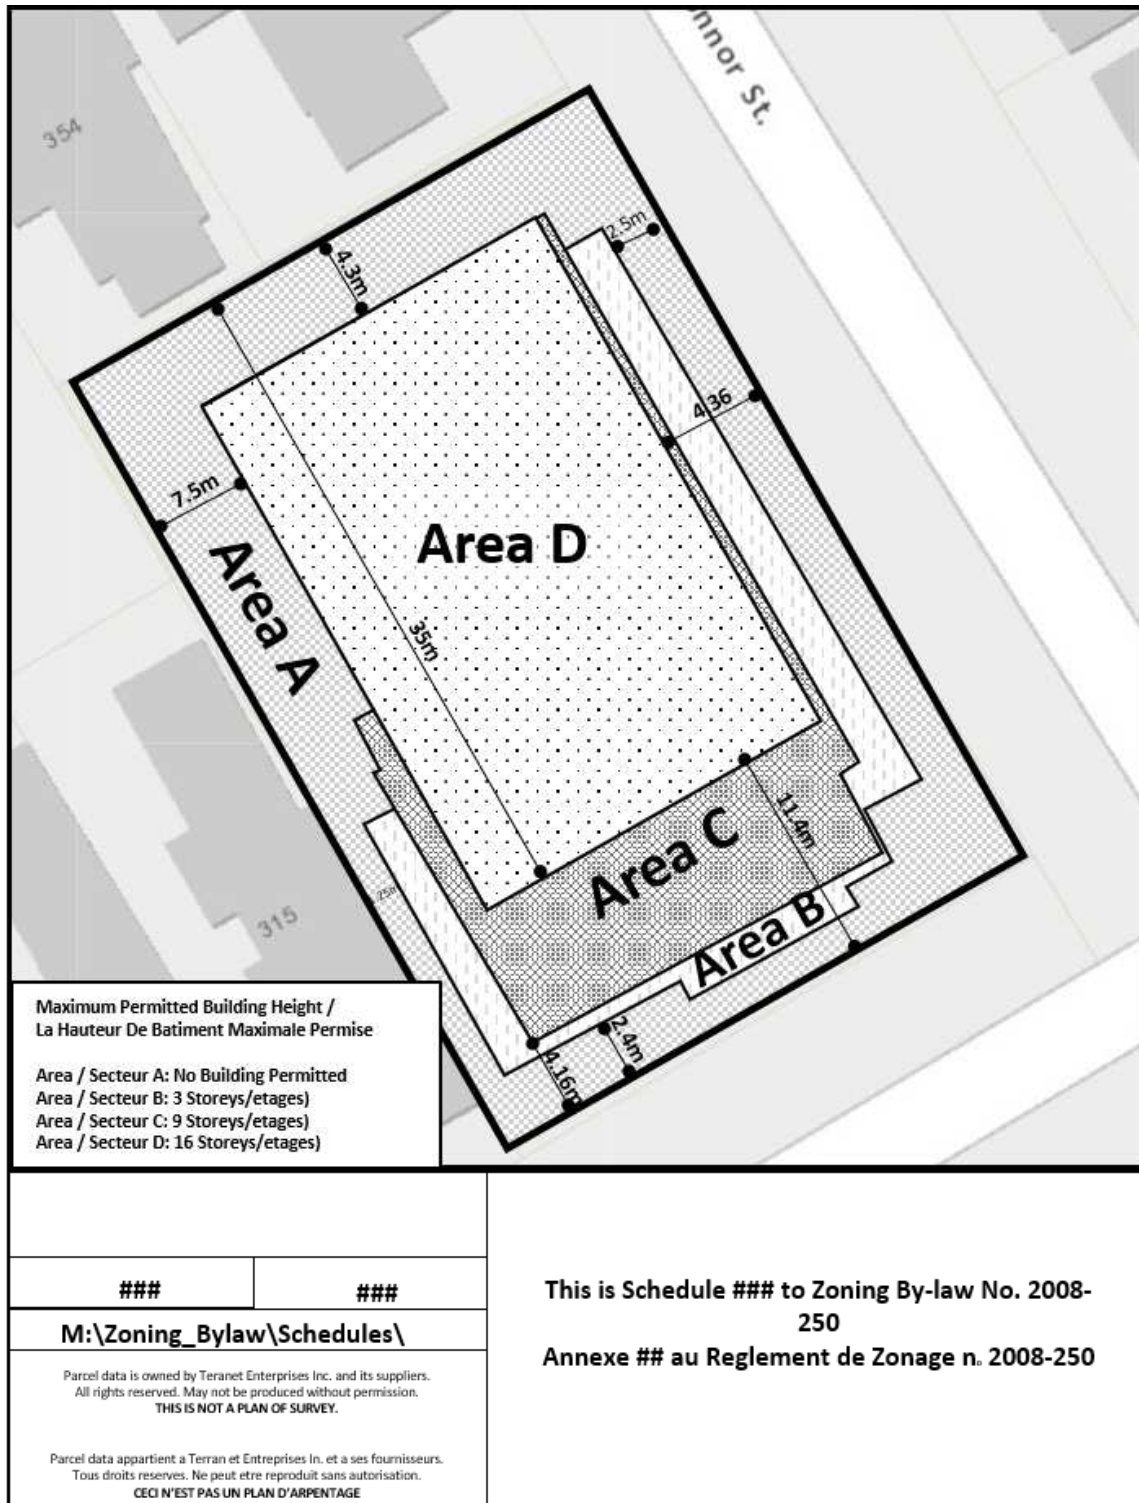 nnor St.
354
2.5m
4.3m
4.36
7.5m
Area D
Area A
35m
11.4m
Area C
.25m
315
Area B
2.4m
4.16m
Maximum Permitted Building Height /
La Hauteur De Batiment Maximale Permise
Area / Secteur A: No Building Permitted
Area / Secteur B: 3 Storeys/etages)
Area / Secteur C: 9 Storeys/etages)
Area / Secteur D: 16 Storeys/etages)
###
###
M:\Zoning_Bylaw\Schedules\
Parcel data is owned by Teranet Enterprises Inc. and its suppliers.
All rights reserved. May not be produced without permission.
THIS IS NOT A PLAN OF SURVEY.
Parcel data appartient a Terran et Entreprises In. et a ses fournisseurs.
Tous droits reserves. Ne peut etre reproduit sans autorisation.
CECI N'EST PAS UN PLAN D'ARPENTAGE
This is Schedule ### to Zoning By-law No. 2008-
250
Annexe ## au Reglement de Zonage n. 2008-250